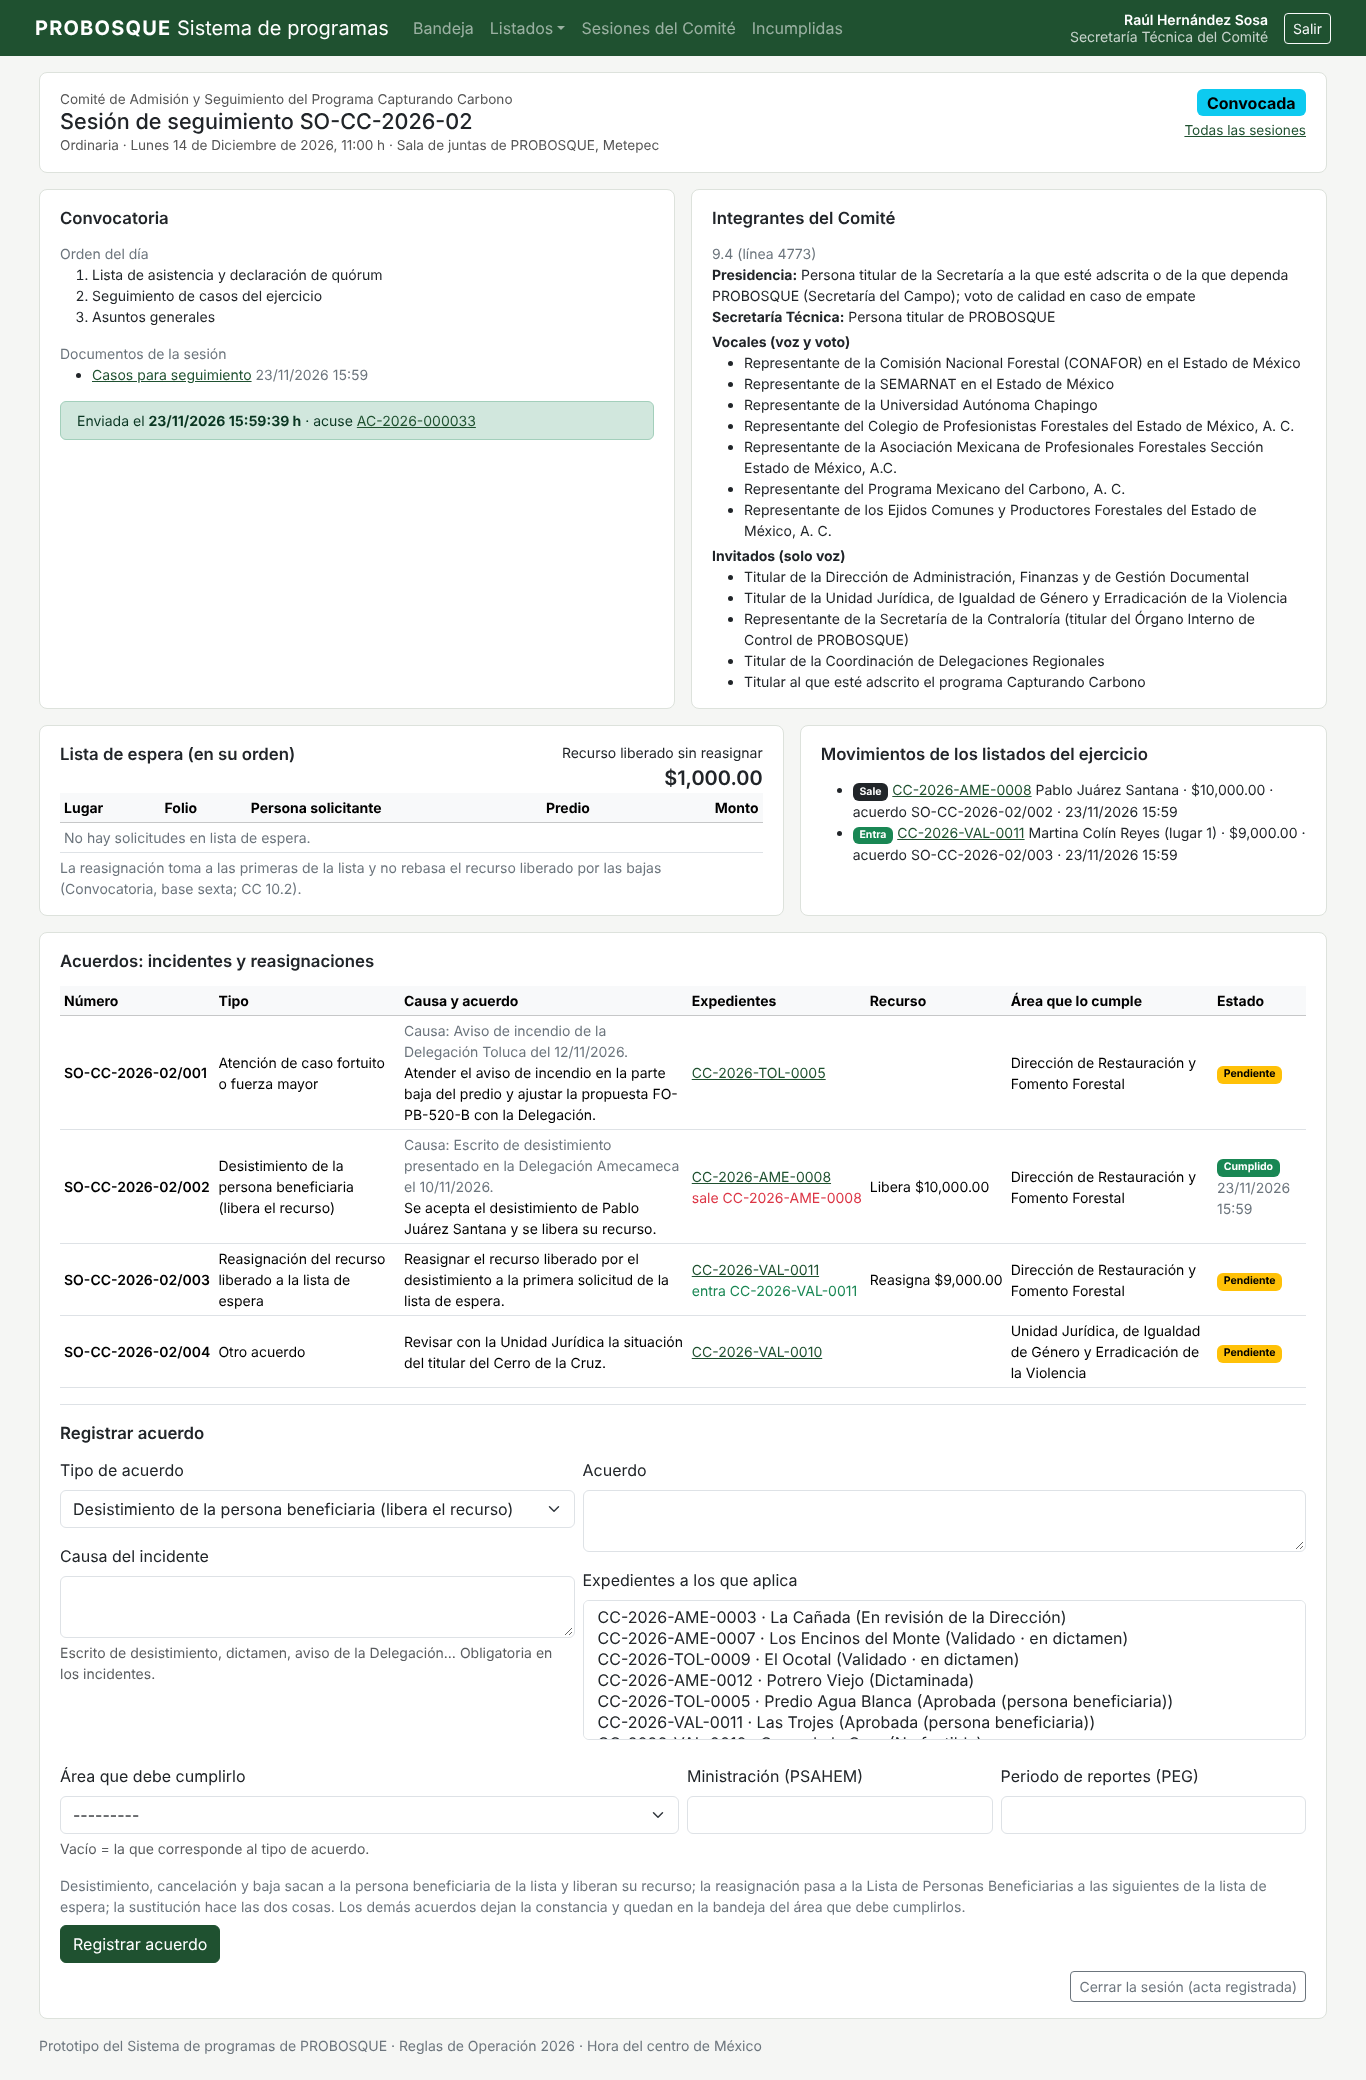 PROBOSQUE Sistema de programas Bandeja Listados Sesiones del Comité Incumplidas
Raúl Hernández Sosa
Secretaría Técnica del Comité
Salir
Comité de Admisión y Seguimiento del Programa Capturando Carbono
Sesión de seguimiento SO-CC-2026-02
Ordinaria · Lunes 14 de Diciembre de 2026, 11:00 h · Sala de juntas de PROBOSQUE, Metepec
Convocada
Todas las sesiones
Convocatoria
Orden del día
1. Lista de asistencia y declaración de quórum
2. Seguimiento de casos del ejercicio
3. Asuntos generales
Documentos de la sesión
Casos para seguimiento 23/11/2026 15:59
Enviada el 23/11/2026 15:59:39 h · acuse AC-2026-000033
Integrantes del Comité
9.4 (línea 4773)
Presidencia: Persona titular de la Secretaría a la que esté adscrita o de la que dependa
PROBOSQUE (Secretaría del Campo); voto de calidad en caso de empate
Secretaría Técnica: Persona titular de PROBOSQUE
Vocales (voz y voto)
Representante de la Comisión Nacional Forestal (CONAFOR) en el Estado de México
Representante de la SEMARNAT en el Estado de México
Representante de la Universidad Autónoma Chapingo
Representante del Colegio de Profesionistas Forestales del Estado de México, A. C.
Representante de la Asociación Mexicana de Profesionales Forestales Sección
Estado de México, A.C.
Representante del Programa Mexicano del Carbono, A. C.
Representante de los Ejidos Comunes y Productores Forestales del Estado de
México, A. C.
Invitados (solo voz)
Titular de la Dirección de Administración, Finanzas y de Gestión Documental
Titular de la Unidad Jurídica, de Igualdad de Género y Erradicación de la Violencia
Representante de la Secretaría de la Contraloría (titular del Órgano Interno de
Control de PROBOSQUE)
Titular de la Coordinación de Delegaciones Regionales
Titular al que esté adscrito el programa Capturando Carbono
Lista de espera (en su orden)
Recurso liberado sin reasignar
$1,000.00
Lugar Folio Persona solicitante Predio Monto
No hay solicitudes en lista de espera.
La reasignación toma a las primeras de la lista y no rebasa el recurso liberado por las bajas
(Convocatoria, base sexta; CC 10.2).
Movimientos de los listados del ejercicio
Sale CC-2026-AME-0008 Pablo Juárez Santana · $10,000.00 ·
acuerdo SO-CC-2026-02/002 · 23/11/2026 15:59
Entra CC-2026-VAL-0011 Martina Colín Reyes (lugar 1) · $9,000.00 ·
acuerdo SO-CC-2026-02/003 · 23/11/2026 15:59
Acuerdos: incidentes y reasignaciones
Número Tipo Causa y acuerdo Expedientes Recurso Área que lo cumple Estado
SO-CC-2026-02/001
Atención de caso fortuito
o fuerza mayor
Causa: Aviso de incendio de la
Delegación Toluca del 12/11/2026.
Atender el aviso de incendio en la parte
baja del predio y ajustar la propuesta FO-
PB-520-B con la Delegación.
CC-2026-TOL-0005
Dirección de Restauración y
Fomento Forestal
Pendiente
SO-CC-2026-02/002
Desistimiento de la
persona beneficiaria
(libera el recurso)
Causa: Escrito de desistimiento
presentado en la Delegación Amecameca
el 10/11/2026.
Se acepta el desistimiento de Pablo
Juárez Santana y se libera su recurso.
CC-2026-AME-0008
sale CC-2026-AME-0008
Libera $10,000.00
Dirección de Restauración y
Fomento Forestal
Cumplido
23/11/2026
15:59
SO-CC-2026-02/003
Reasignación del recurso
liberado a la lista de
espera
Reasignar el recurso liberado por el
desistimiento a la primera solicitud de la
lista de espera.
CC-2026-VAL-0011
entra CC-2026-VAL-0011
Reasigna $9,000.00
Dirección de Restauración y
Fomento Forestal
Pendiente
SO-CC-2026-02/004
Otro acuerdo
Revisar con la Unidad Jurídica la situación
del titular del Cerro de la Cruz.
CC-2026-VAL-0010
Unidad Jurídica, de Igualdad
de Género y Erradicación de
la Violencia
Pendiente
Registrar acuerdo
Tipo de acuerdo
Desistimiento de la persona beneficiaria (libera el recurso)
Causa del incidente
Escrito de desistimiento, dictamen, aviso de la Delegación... Obligatoria en
los incidentes.
Acuerdo
Expedientes a los que aplica
CC-2026-AME-0003 · La Cañada (En revisión de la Dirección)
CC-2026-AME-0007 · Los Encinos del Monte (Validado · en dictamen)
CC-2026-TOL-0009 · El Ocotal (Validado · en dictamen)
CC-2026-AME-0012 · Potrero Viejo (Dictaminada)
CC-2026-TOL-0005 · Predio Agua Blanca (Aprobada (persona beneficiaria))
CC-2026-VAL-0011 · Las Trojes (Aprobada (persona beneficiaria))
Área que debe cumplirlo
---------
Vacío = la que corresponde al tipo de acuerdo.
Ministración (PSAHEM)
Periodo de reportes (PEG)
Desistimiento, cancelación y baja sacan a la persona beneficiaria de la lista y liberan su recurso; la reasignación pasa a la Lista de Personas Beneficiarias a las siguientes de la lista de
espera; la sustitución hace las dos cosas. Los demás acuerdos dejan la constancia y quedan en la bandeja del área que debe cumplirlos.
Registrar acuerdo
Cerrar la sesión (acta registrada)
Prototipo del Sistema de programas de PROBOSQUE · Reglas de Operación 2026 · Hora del centro de México